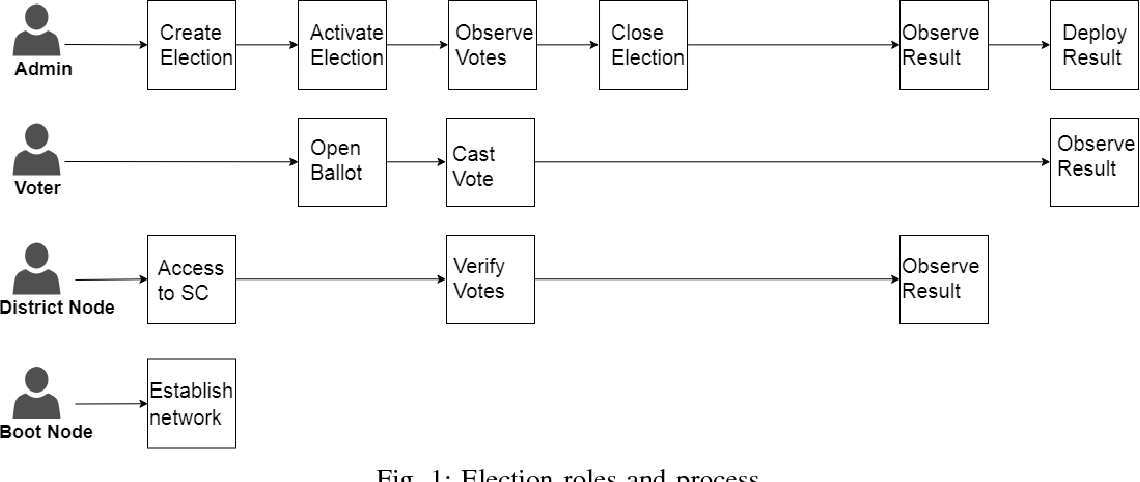 Create
Election
Activate
Election
Observe
Votes
Close
Election
Observe
Result
Deploy
Result
Admin
Open
Ballot
Cast
Vote
Observe
Result
Voter
Access
to SC
Verify
Votes
Observe
Result
District Node
Establish
network
Boot Node
Fig. 1: Election roles and process